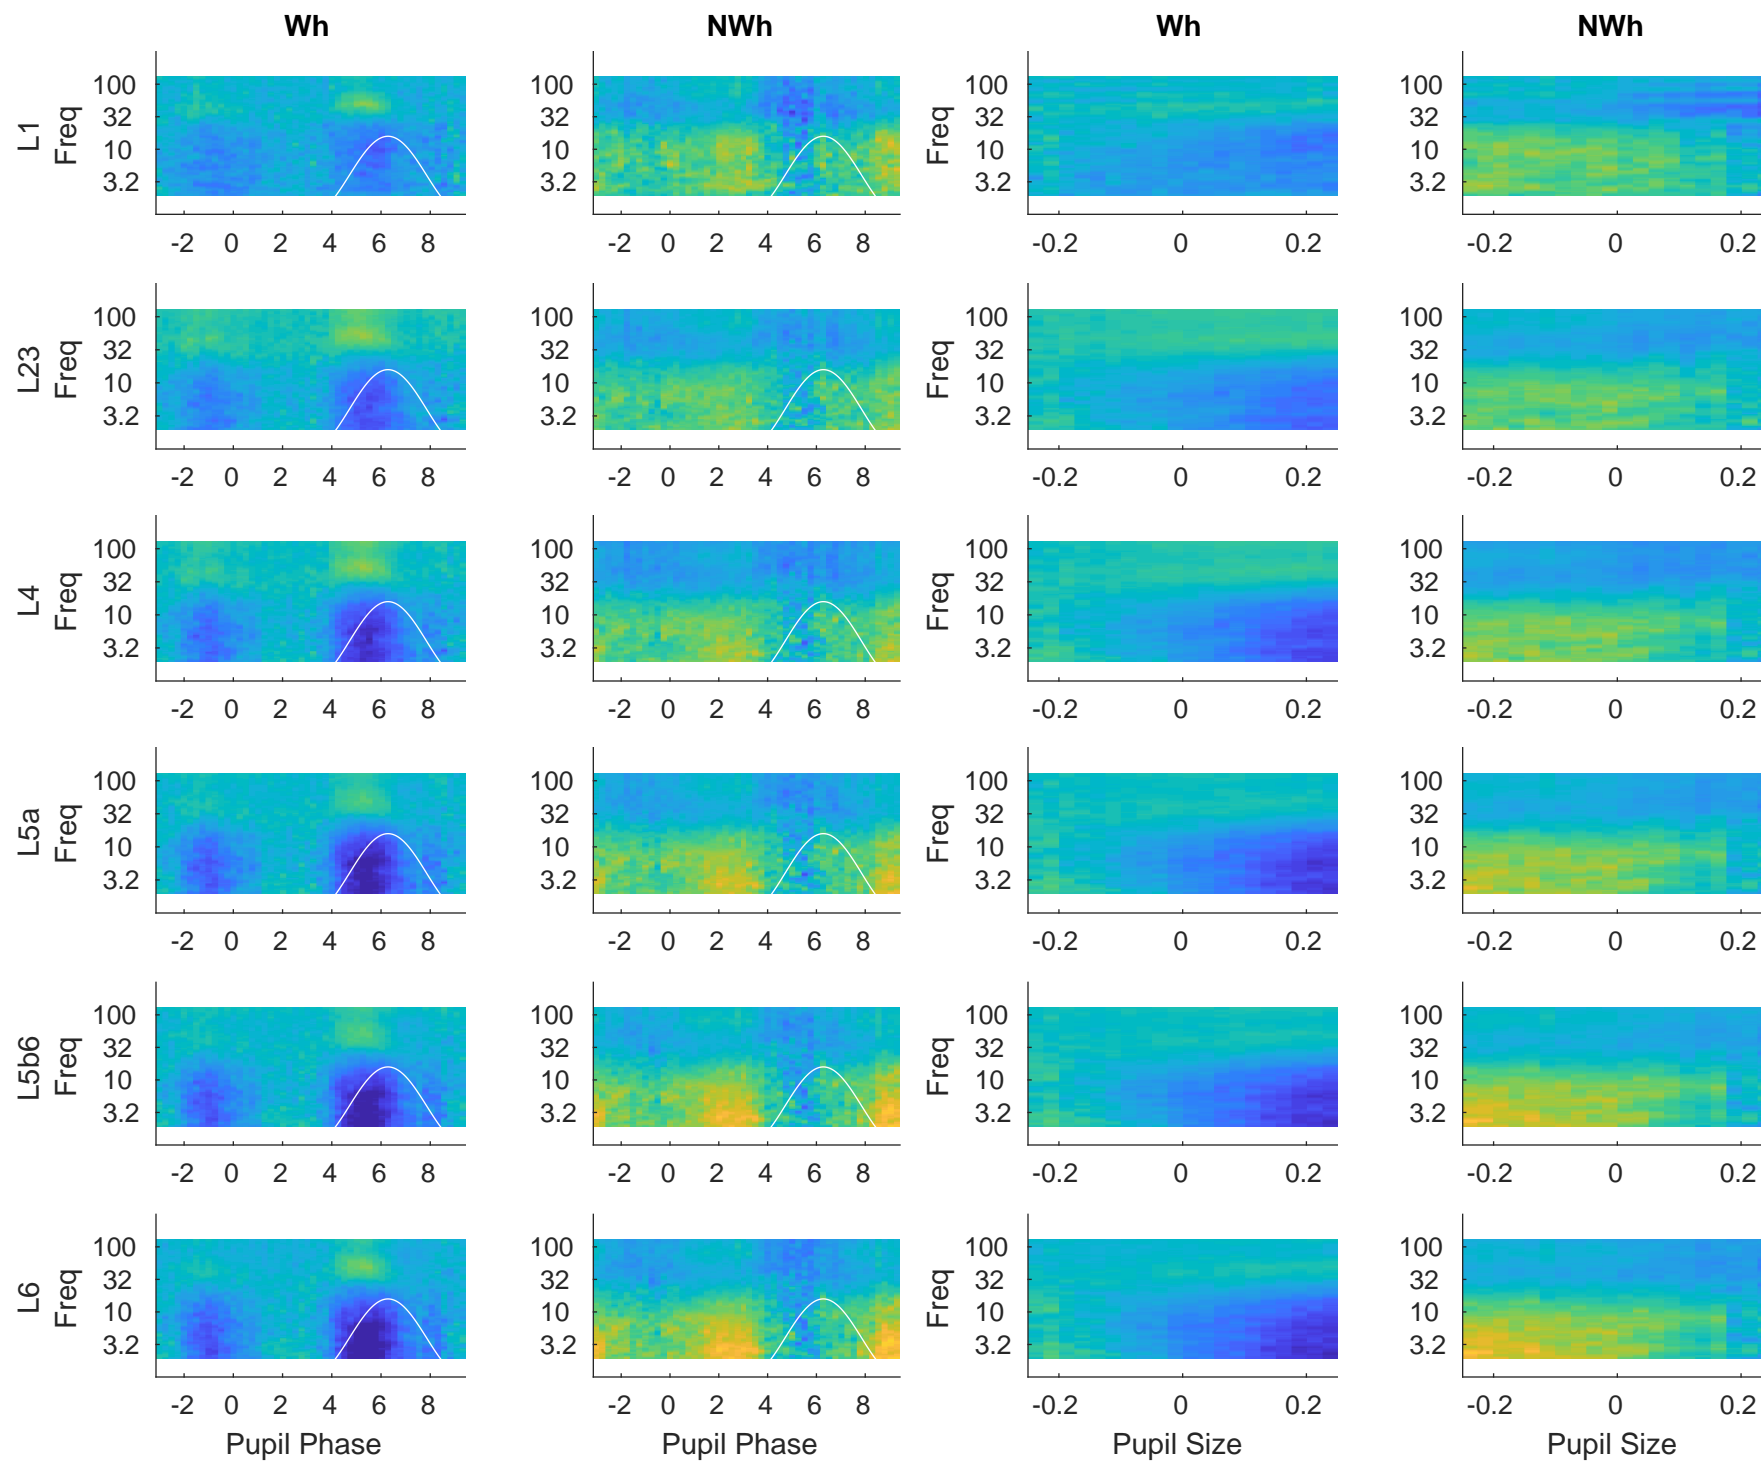 Wh NWh Wh NWh
L1
Freq 100 32 10 3.2 Freq 100 32 10 3.2
100 32 10 3.2 100 32 10 3.2
-2 0 2 4 6 8 -2 0 2 4 6 8 -0.2 0 0.2 -0.2 0 0.2
L23
Freq 100 32 10 3.2 Freq 100 32 10 3.2
100 32 10 3.2 100 32 10 3.2
-2 0 2 4 6 8 -2 0 2 4 6 8 -0.2 0 0.2 -0.2 0 0.2
L4
Freq 100 32 10 3.2 Freq 100 32 10 3.2
100 32 10 3.2 100 32 10 3.2
-2 0 2 4 6 8 -2 0 2 4 6 8 -0.2 0 0.2 -0.2 0 0.2
L5a
Freq 100 32 10 3.2 Freq 100 32 10 3.2
100 32 10 3.2 100 32 10 3.2
-2 0 2 4 6 8 -2 0 2 4 6 8 -0.2 0 0.2 -0.2 0 0.2
L5b6
Freq 100 32 10 3.2 Freq 100 32 10 3.2
100 32 10 3.2 100 32 10 3.2
-2 0 2 4 6 8 -2 0 2 4 6 8 -0.2 0 0.2 -0.2 0 0.2
L6
Freq 100 32 10 3.2 Freq 100 32 10 3.2
100 32 10 3.2 100 32 10 3.2
-2 0 2 4 6 8 -2 0 2 4 6 8 -0.2 0 0.2 -0.2 0 0.2
Pupil Phase Pupil Phase Pupil Size Pupil Size